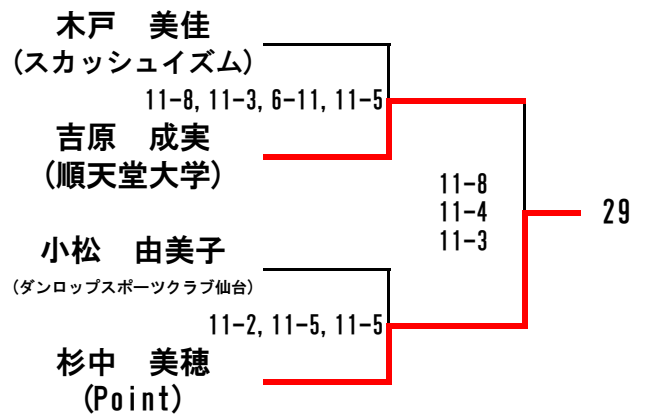 木戸　美佳
(スカッシュイズム)
11-8, 11-3, 6-11, 11-5
吉原　成実
(順天堂大学)
11-8
11-4
11-3
29
小松　由美子
(ダンロップスポーツクラブ仙台)
11-2, 11-5, 11-5
杉中　美穂
(Point)